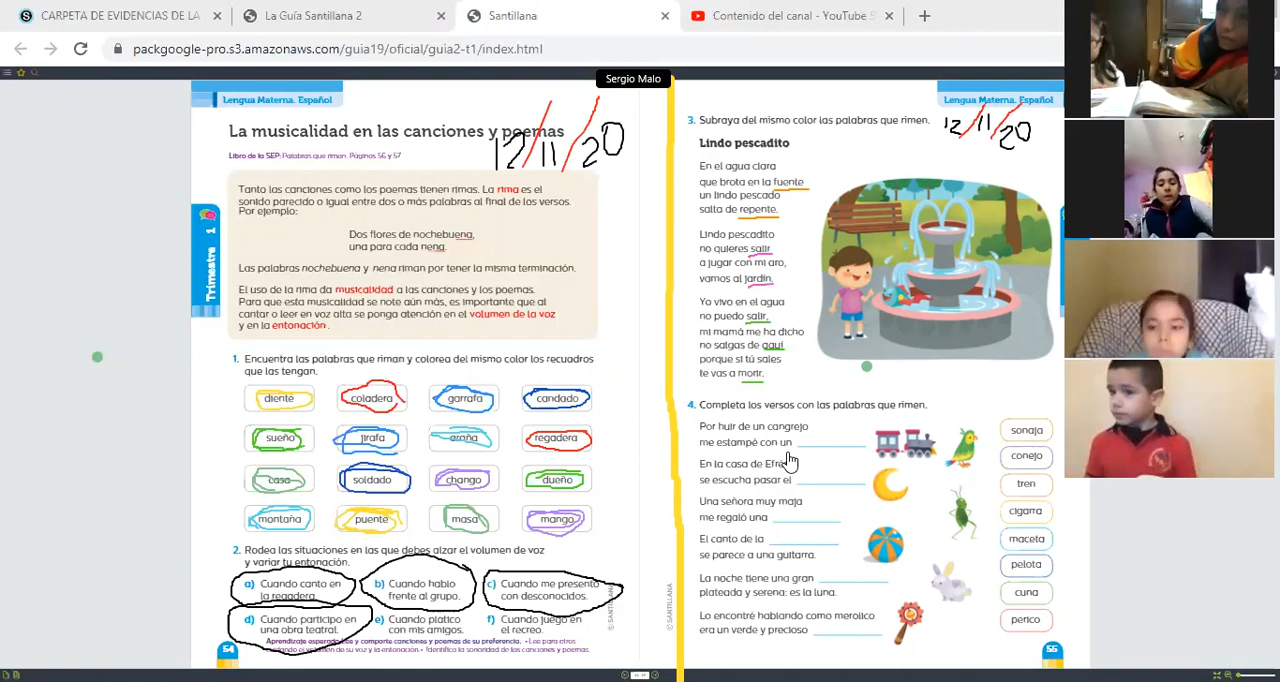 CARPETA DE EVIDENCIAS DE LA
La Guía Santillana 2
Santillana
Contenido del canal - YouTube S
packgoogle-pro.s3.amazonaws.com/guia19/oficial/guia2-t1/index.html
Sergio Malo
Lengua Materna. Español
La musicalidad en las canciones y poemas
12/11/20
Libro de la SEP: Palabras que riman. Páginas 56 y 57
Tanto las canciones como los poemas tienen rimas. La rima es el
sonido parecido o igual entre dos o más palabras al final de los versos.
Por ejemplo:
Dos flores de nochebuena,
una para cada nena.
Las palabras nochebuena y nena riman por tener la misma terminación.
El uso de la rima da musicalidad a las canciones y los poemas.
Para que esta musicalidad se note aún más, es importante que al
cantar o leer en voz alta se ponga atención en el volumen de la voz
y en la entonación.
Trimestre 1
1. Encuentra las palabras que riman y colorea del mismo color los recuadros
que las tengan.
diente coladera garrafa candado
sueño jirafa araña regadera
casa soldado chango dueño
montaña puente masa mango
2. Rodea las situaciones en las que debes alzar el volumen de voz
y variar tu entonación.
a) Cuando canto en
la regadera.
b) Cuando hablo
frente al grupo.
c) Cuando me presento
con desconocidos.
d) Cuando participo en
una obra teatral.
e) Cuando platico
con mis amigos.
f) Cuando juego en
el recreo.
© SANTILLANA
54
Lengua Materna. Español
12/11/20
3. Subraya del mismo color las palabras que rimen.
Lindo pescadito
En el agua clara
que brota en la fuente
un lindo pescado
salta de repente.
Lindo pescadito
no quieres salir
a jugar con mi aro,
vamos al jardín.
Yo vivo en el agua
no puedo salir,
mi mamá me ha dicho
no salgas de aquí
porque si tú sales
te vas a morir.
4. Completa los versos con las palabras que rimen.
Por huir de un cangrejo
me estampé con un
En la casa de
se escucha pasar el
Una señora muy maja
me regaló una
El canto de la
se parece a una guitarra.
La noche tiene una gran
plateada y serena: es la luna.
Lo encontré hablando como merolico
era un verde y precioso
sonaja
conejo
tren
cigarra
maceta
pelota
cuna
perico
© SANTILLANA
55